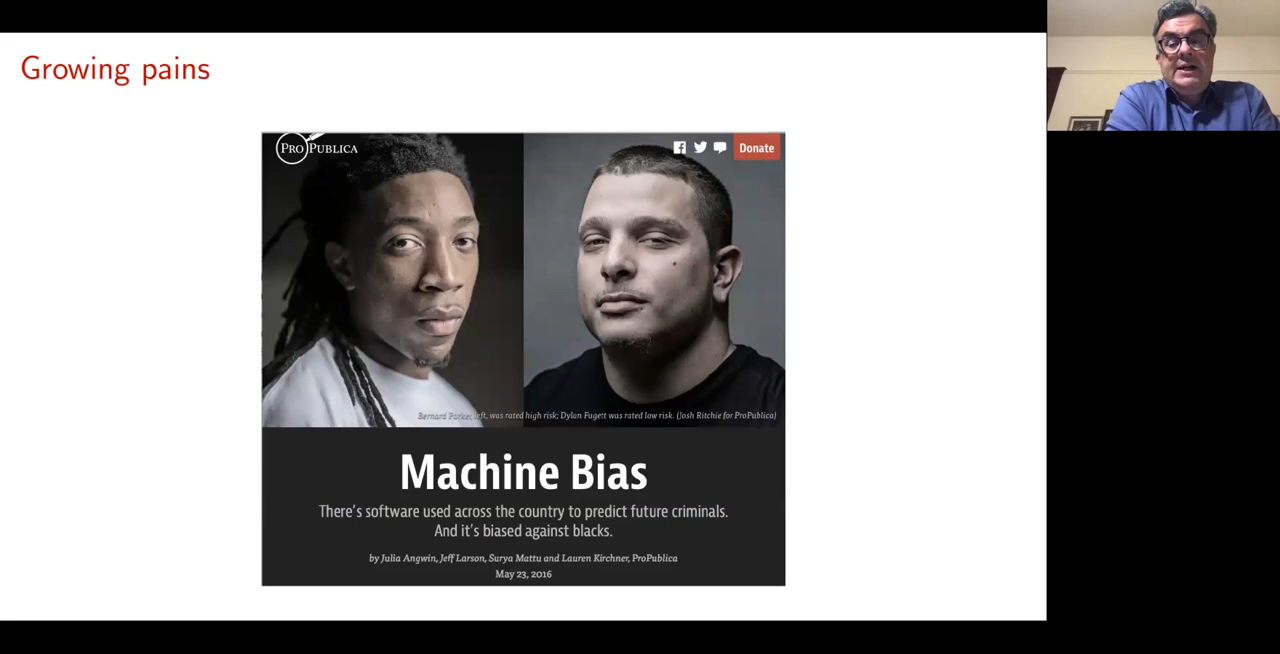 Growing pains
PROPUBLICA
Donate
Bernard Parker, left, was rated high risk; Dylan Fugett was rated low risk. (Josh Ritchie for ProPublica)
Machine Bias
There's software used across the country to predict future criminals.
And it's biased against blacks.
by Julia Angwin, Jeff Larson, Surya Mattu and Lauren Kirchner, ProPublica
May 23, 2016